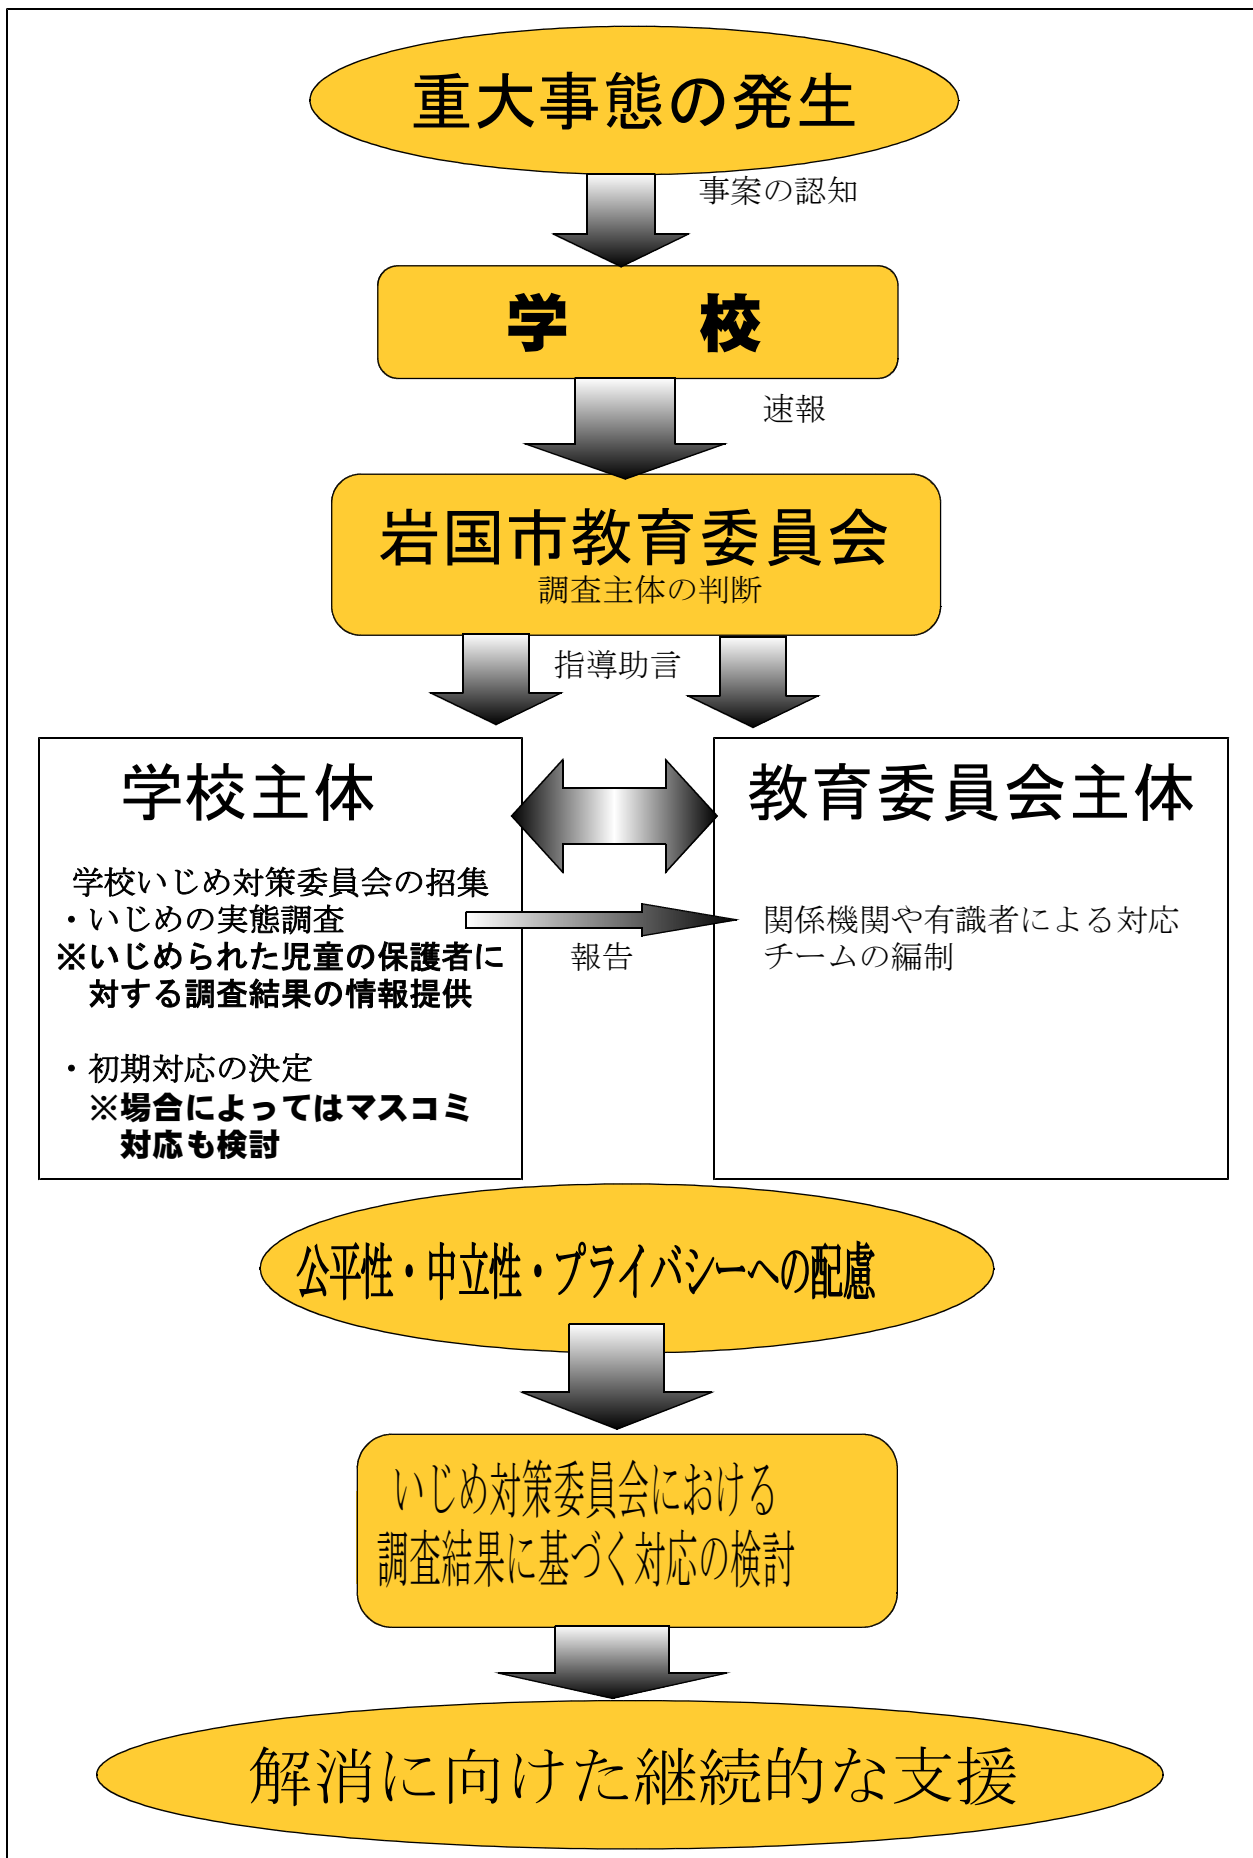 重大事態の発生
事案の認知
学　　校
速報
岩国市教育委員会
調査主体の判断
指導助言
学校主体
学校いじめ対策委員会の招集
・いじめの実態調査
※いじめられた児童の保護者に
対する調査結果の情報提供
・初期対応の決定
※場合によってはマスコミ
対応も検討
報告
教育委員会主体
関係機関や有識者による対応
チームの編制
公平性・中立性・プライバシーへの配慮
いじめ対策委員会における
調査結果に基づく対応の検討
解消に向けた継続的な支援